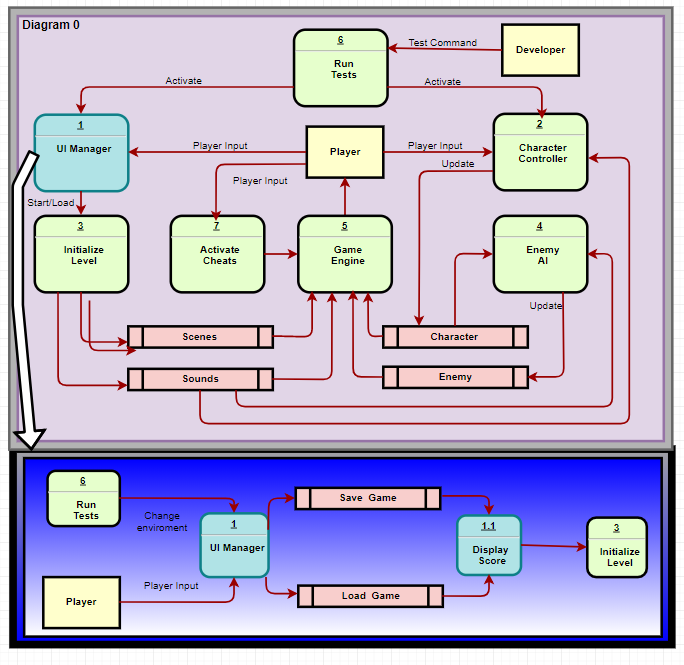 Diagram 0
6
Run
Tests
Test Command
Developer
Activate
Activate
1
UI Manager
Player Input
Player
Player Input
2
Character
Controller
Update
Player Input
Start/Load
3
Initialize
Level
7
Activate
Cheats
5
Game
Engine
4
Enemy
AI
Update
Scenes
Character
Sounds
Enemy
6
Run
Tests
Change
enviroment
1
UI Manager
Save Game
1.1
Display
Score
3
Initialize
Level
Player
Player Input
Load Game